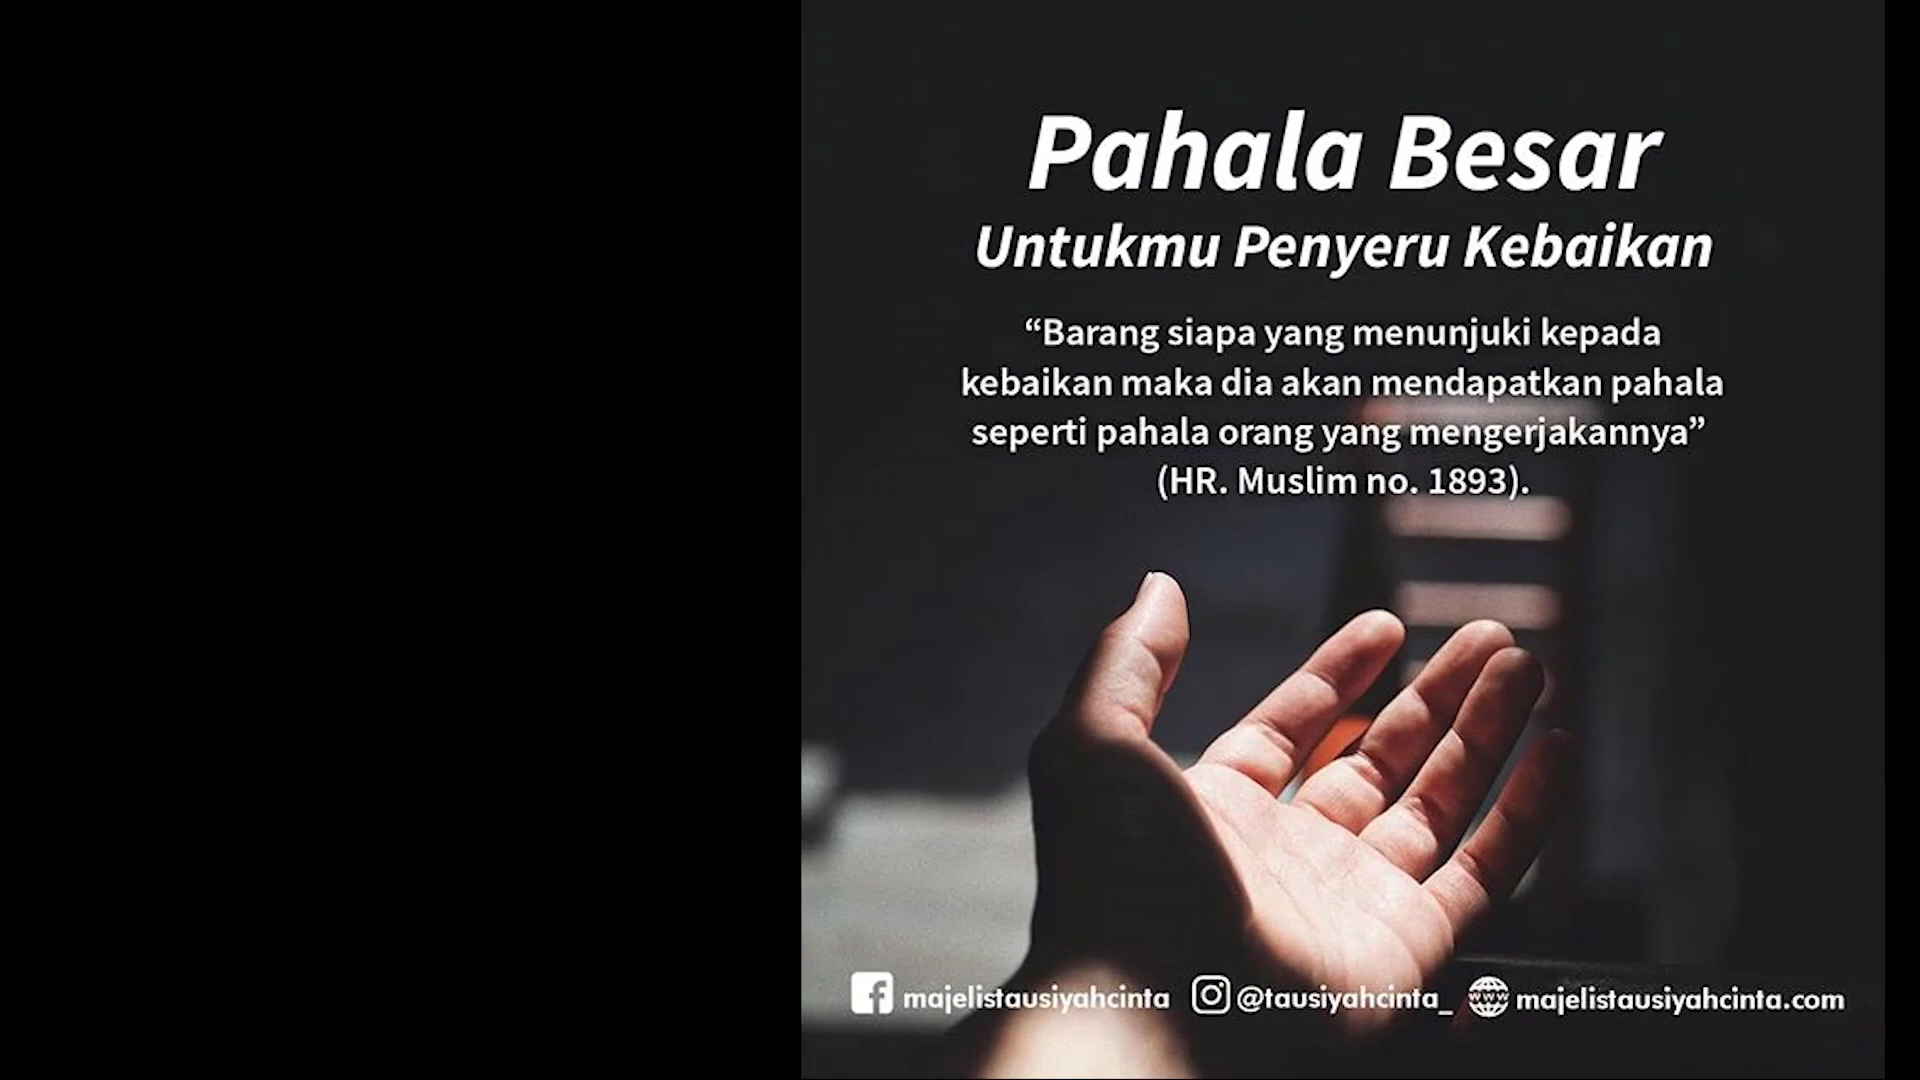 Pahala Besar
Untukmu Penyeru Kebaikan
“Barang siapa yang menunjuki kepada
kebaikan maka dia akan mendapatkan pahala
seperti pahala orang yang mengerjakannya”
(HR. Muslim no. 1893).
majelistausiyahcinta @tausiyahcinta_ www majelistausiyahcinta.com